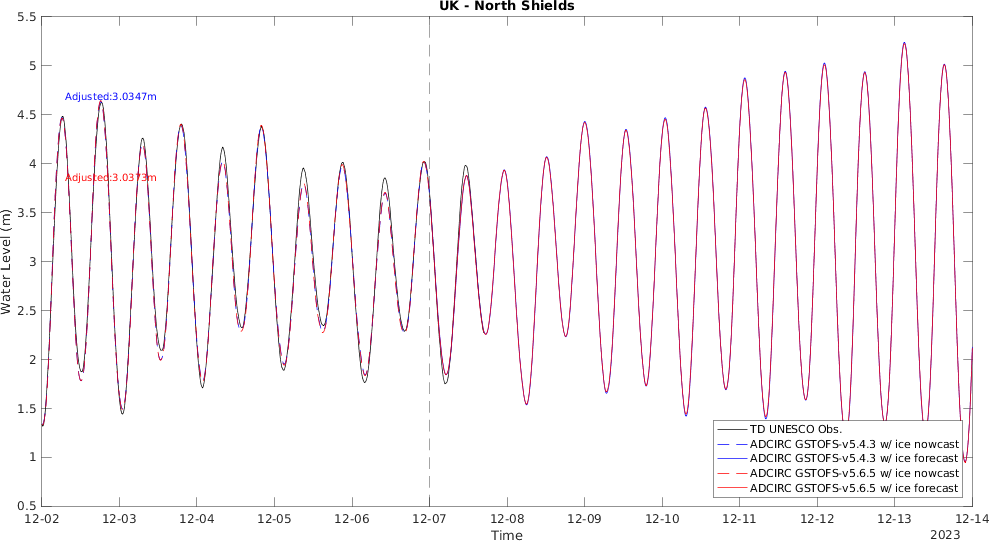 UK - North Shields
5.5
5
4.5
4
3.5
3
2.5
2
1.5
1
0.5
Water Level (m)
Adjusted:3.0347m
Adjusted:3.0373m
TD UNESCO Obs.
ADCIRC GSTOFS-v5.4.3 w/ ice nowcast
ADCIRC GSTOFS-v5.4.3 w/ ice forecast
ADCIRC GSTOFS-v5.6.5 w/ ice nowcast
ADCIRC GSTOFS-v5.6.5 w/ ice forecast
12-02 12-03 12-04 12-05 12-06 12-07 12-08 12-09 12-10 12-11 12-12 12-13 12-14
Time
2023